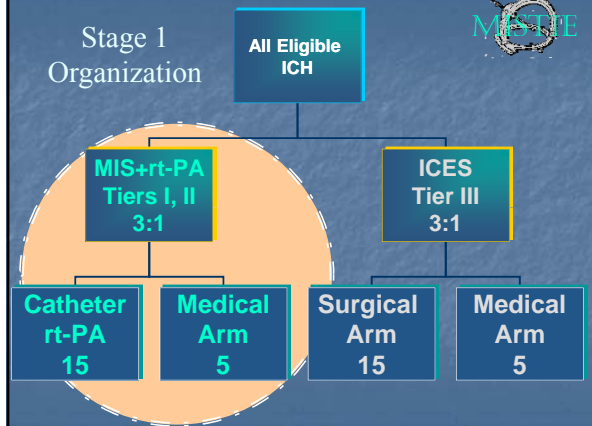 Stage 1
Organization
MISTIE
All Eligible
ICH
MIS+rt-PA
Tiers I, II
3:1
ICES
Tier III
3:1
Catheter
rt-PA
15
Medical
Arm
5
Surgical
Arm
15
Medical
Arm
5